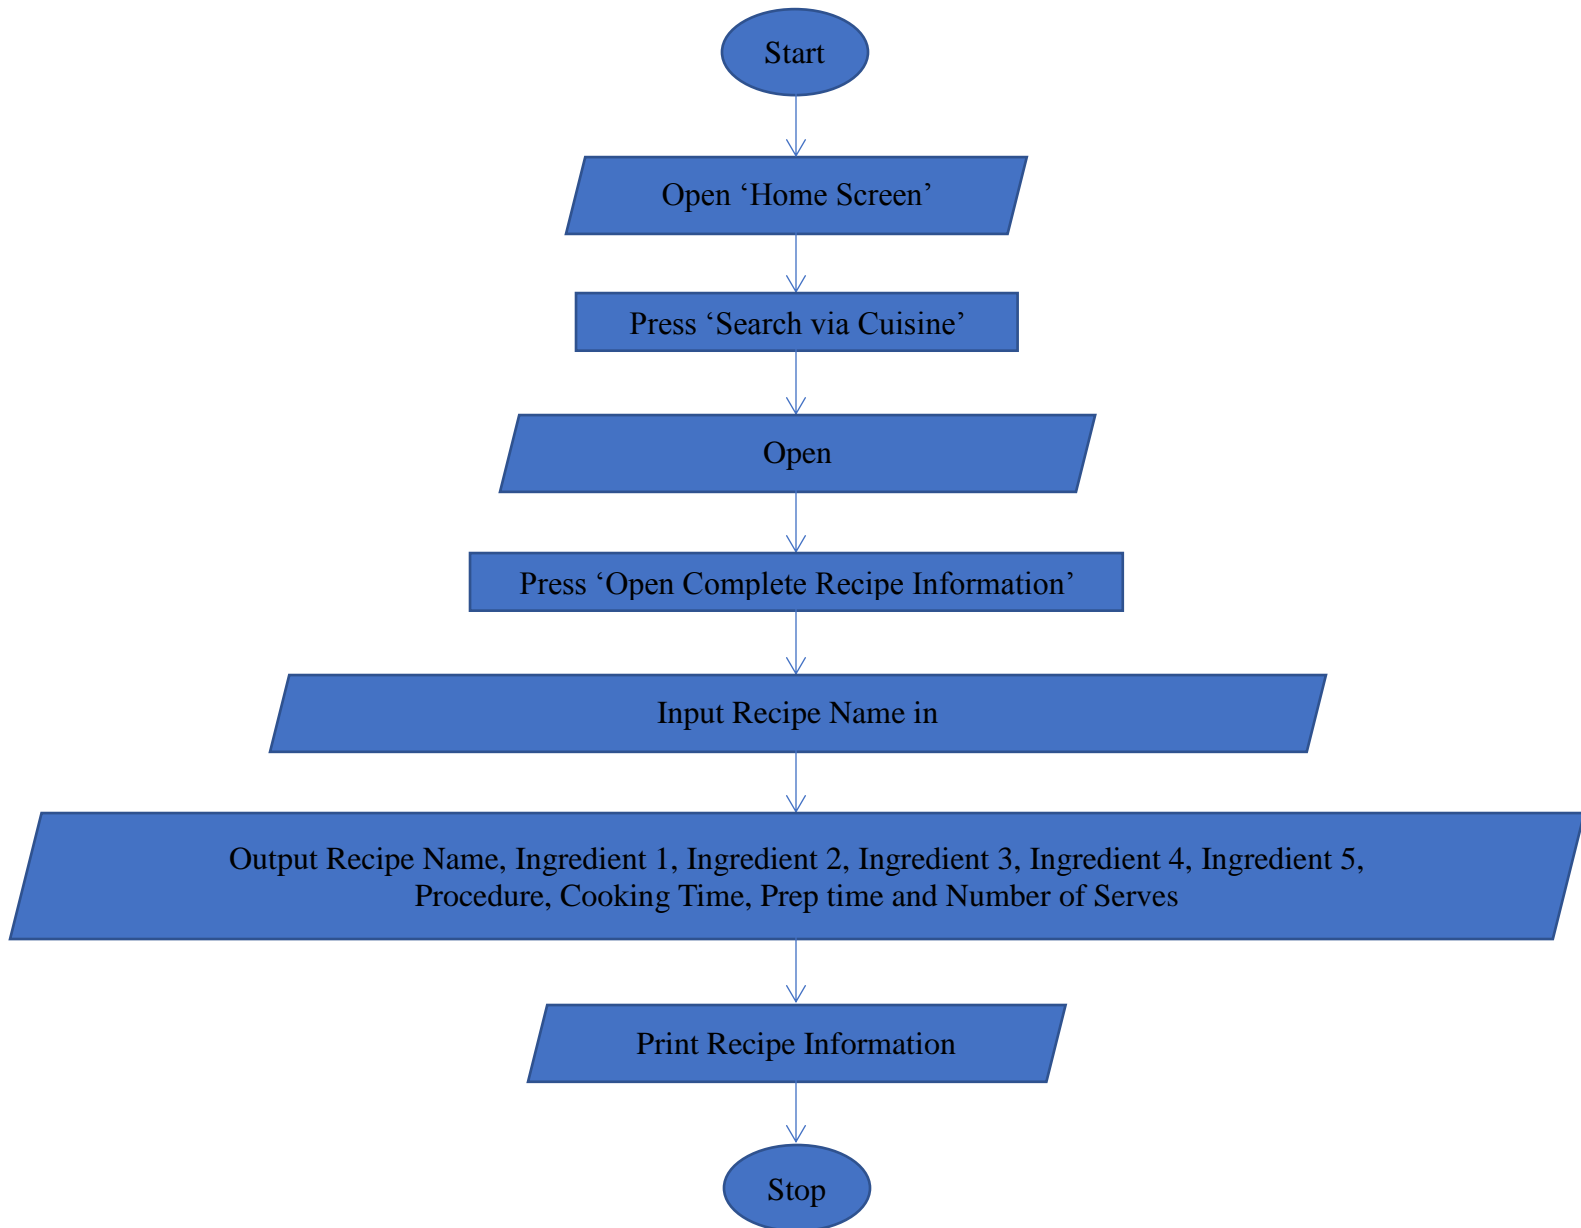 Start
Open ‘Home Screen’
Press ‘Search via Cuisine’
Open
Press ‘Open Complete Recipe Information’
Input Recipe Name in
Output Recipe Name, Ingredient 1, Ingredient 2, Ingredient 3, Ingredient 4, Ingredient 5,
Procedure, Cooking Time, Prep time and Number of Serves
Print Recipe Information
Stop